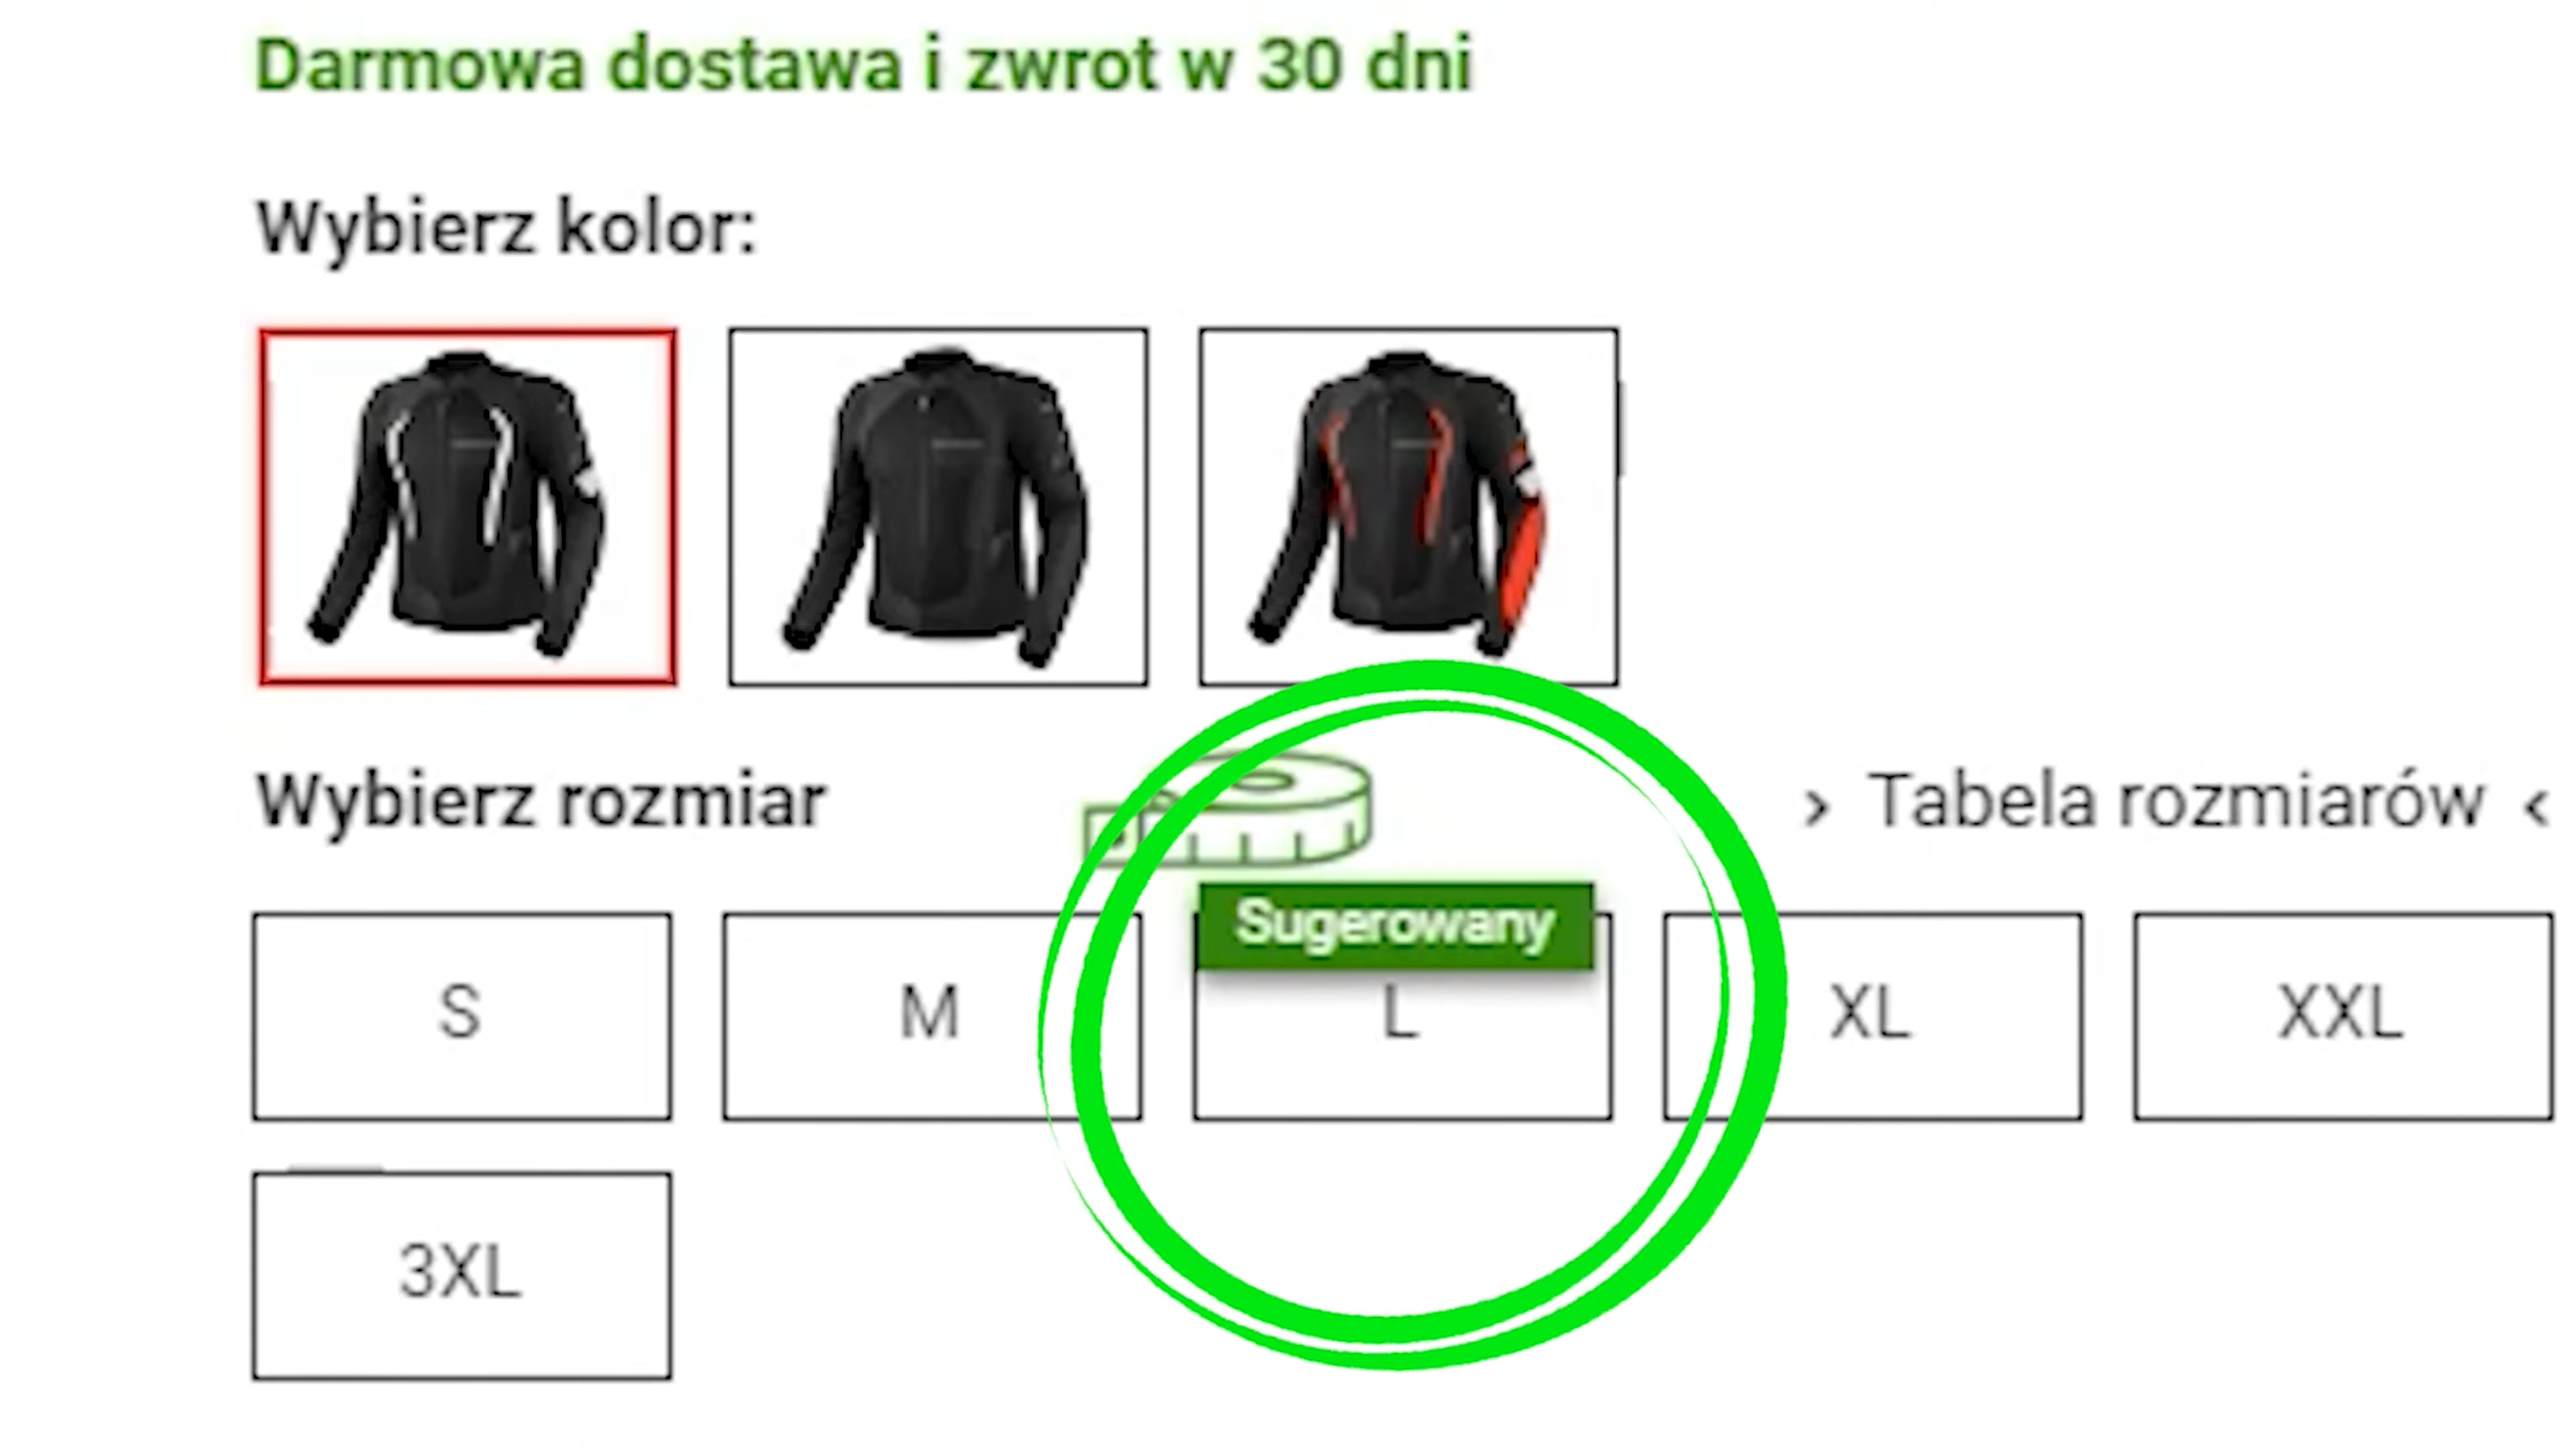 Darmowa dostawa i zwrot w 30 dni
Wybierz kolor:
Wybierz rozmiar
› Tabela rozmiarów ‹
Sugerowany
S M L XL XXL
3XL